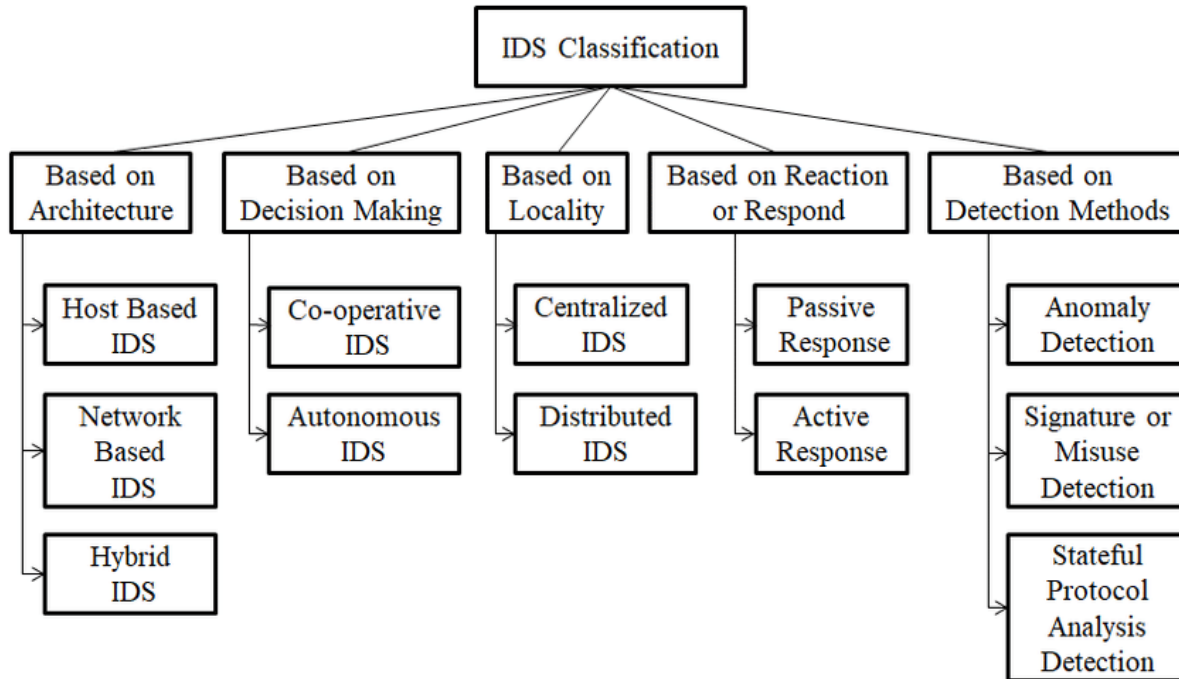 IDS Classification
Based on
Architecture
Based on
Decision Making
Based on
Locality
Based on Reaction
or Respond
Based on
Detection Methods
Host Based
IDS
Network
Based
IDS
Hybrid
IDS
Co-operative
IDS
Autonomous
IDS
Centralized
IDS
Distributed
IDS
Passive
Response
Active
Response
Anomaly
Detection
Signature or
Misuse
Detection
Stateful
Protocol
Analysis
Detection